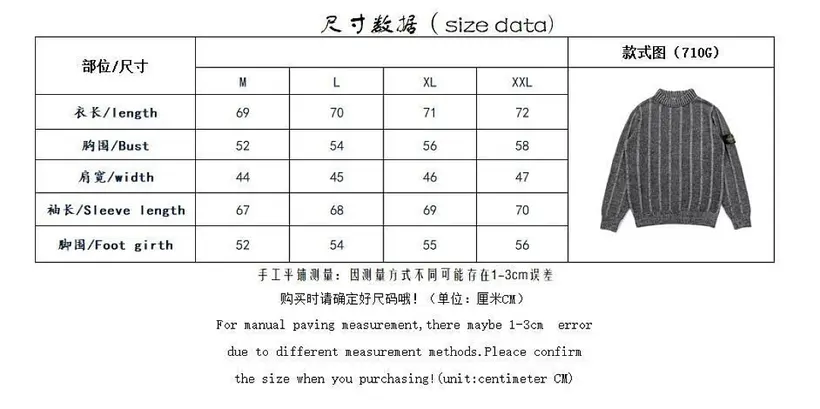 尺寸数据(size data)
部位/尺寸 款式图(710G)
M L XL XXL
衣长/length 69 70 71 72
胸围/Bust 52 54 56 58
肩宽/width 44 45 46 47
袖长/Sleeve length 67 68 69 70
脚围/Foot girth 52 54 55 56
手工平铺测量：因测量方式不同可能存在1-3cm误差
购买时请确定好尺码哦！（单位：厘米CM）
For manual paving measurement,there maybe 1-3cm error
due to different measurement methods.Pleace confirm
the size when you purchasing!(unit:centimeter CM)